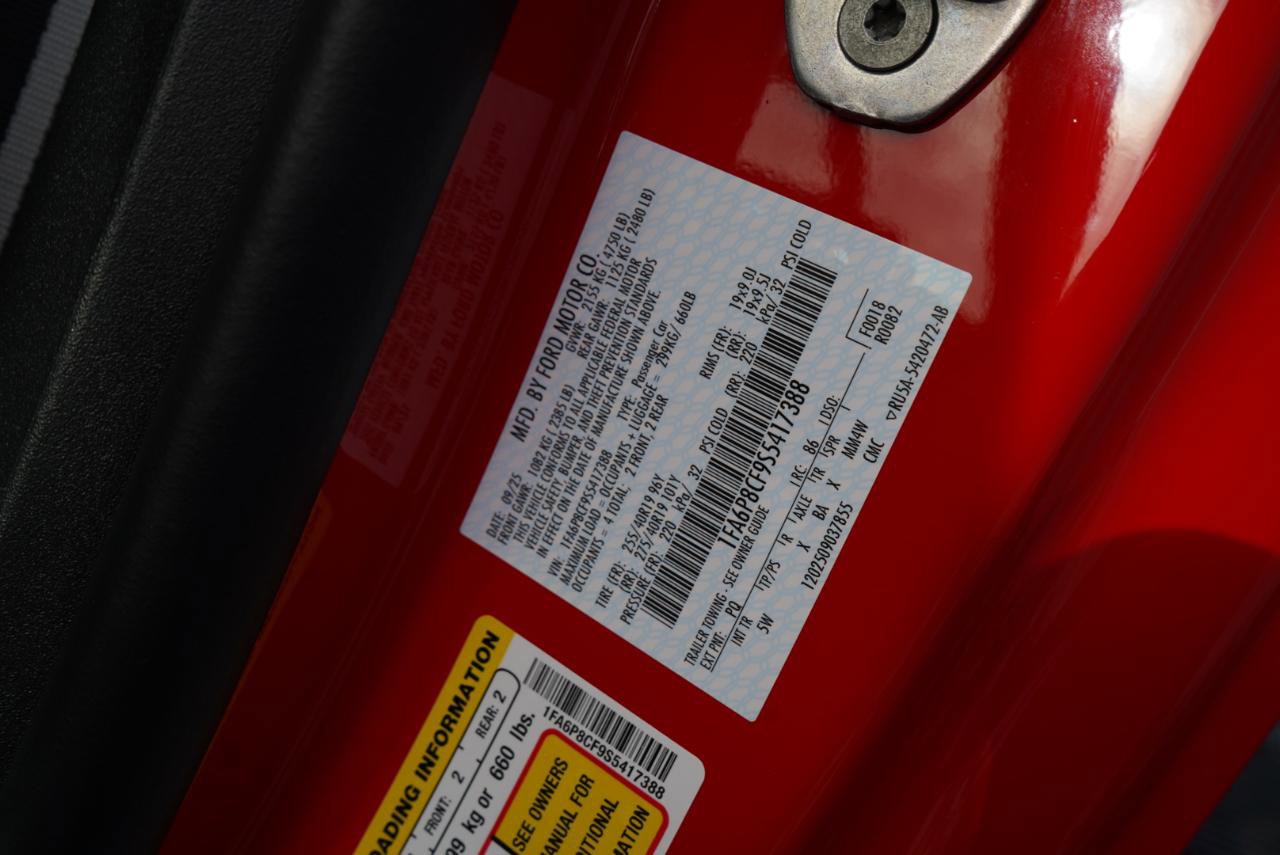 MFD. BY FORD MOTOR CO.
DATE: 09/25 GVWR: 2155 KG ( 4750 LB)
FRONT GAWR: 1082 KG ( 2385 LB) REAR GAWR: 1125 KG ( 2480 LB)
THIS VEHICLE CONFORMS TO ALL APPLICABLE FEDERAL MOTOR
VEHICLE SAFETY, BUMPER, AND THEFT PREVENTION STANDARDS
IN EFFECT ON THE DATE OF MANUFACTURE SHOWN ABOVE.
VIN: 1FA6P8CF9S5417388 TYPE: Passenger Car
MAXIMUM LOAD = OCCUPANTS + LUGGAGE = 299KG/ 660LB
OCCUPANTS = 4 TOTAL; 2 FRONT, 2 REAR
TIRE (FR): 255/40R19 96Y RIMS (FR): 19x9.0J
(RR): 275/40R19 101Y (RR): 19x9.5J
PRESSURE (FR): 220 kPa/ 32 PSI COLD (RR): 220 kPa/ 32 PSI COLD
1FA6P8CF9S5417388
TRAILER TOWING - SEE OWNER GUIDE
EXT PNT: PQ LRC: 86 LDSO: F0018
INT TR TP/PS R AXLE TR SPR R0082
5W X BA X MM4W
1202509037855 CMC ▽RU5A-5420472-AB
ADING INFORMATION
FRONT: 2 REAR: 2
99 kg or 660 lbs.
1FA6P8CF9S5417388
SEE OWNERS
ANUAL FOR
DITIONAL
MATION